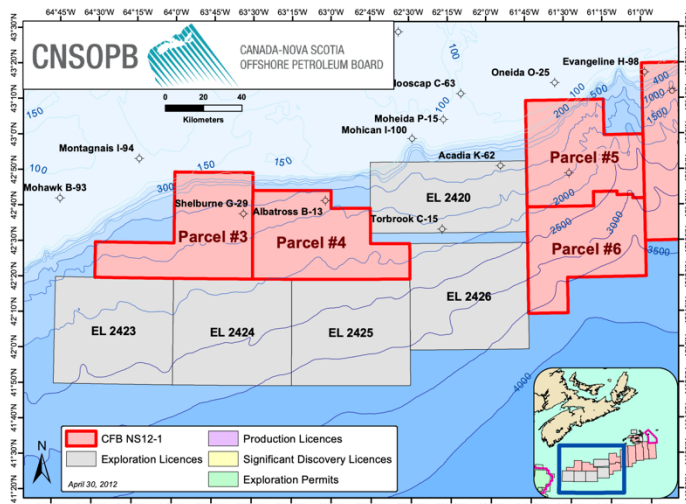 64°45'W 64°30'W 64°15'W 64°0'W 63°45'W 63°30'W 63°15'W 63°0'W 62°45'W 62°30'W 62°15'W 62°0'W 61°45'W 61°30'W 61°15'W 61°0'W
CNSOPB
CANADA-NOVA SCOTIA
OFFSHORE PETROLEUM BOARD
20 0 20 40
Kilometers
Evangeline H-98
Oneida O-25
C-63
Moheida P-15
Mohican I-100
Montagnais I-94
Acadia K-62
Mohawk B-93
Parcel #5
EL 2420
Shelburne G-29
Albatross B-13
Torbrook C-15
Parcel #3
Parcel #4
Parcel #6
EL 2423
EL 2424
EL 2425
EL 2426
100
100
150
150
150
300
100
200
500
400
1000
2000
2500
3000
3500
4000
43°20'N
43°10'N
43°0'N
42°50'N
42°40'N
42°30'N
42°20'N
42°10'N
42°0'N
41°50'N
41°40'N
41°30'N
CFB NS12-1
Exploration Licences
Production Licences
Significant Discovery Licences
Exploration Permits
N
April 30, 2012